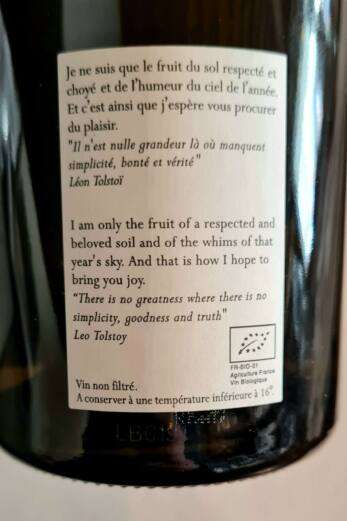 Je ne suis que le fruit du sol respecté et
choyé et de l'humeur du ciel de l'année.
Et c'est ainsi que j'espère vous procurer
du plaisir.
"Il n'est nulle grandeur là où manquent
simplicité, bonté et vérité"
Léon Tolstoï
I am only the fruit of a respected and
beloved soil and of the whims of that
year's sky. And that is how I hope to
bring you joy.
"There is no greatness where there is no
simplicity, goodness and truth"
Leo Tolstoy
FR-BIO-01
Agriculture France
Vin Biologique
Vin non filtré.
A conserver à une température inférieure à 16°.